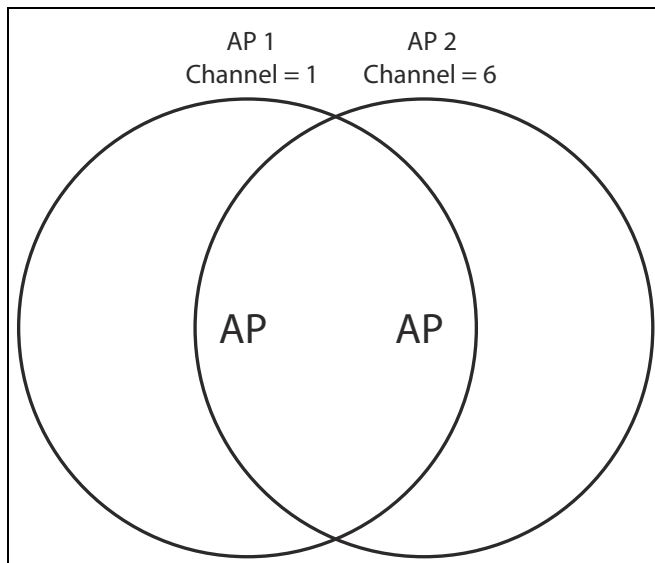 AP 1
Channel = 1
AP 2
Channel = 6
AP
AP